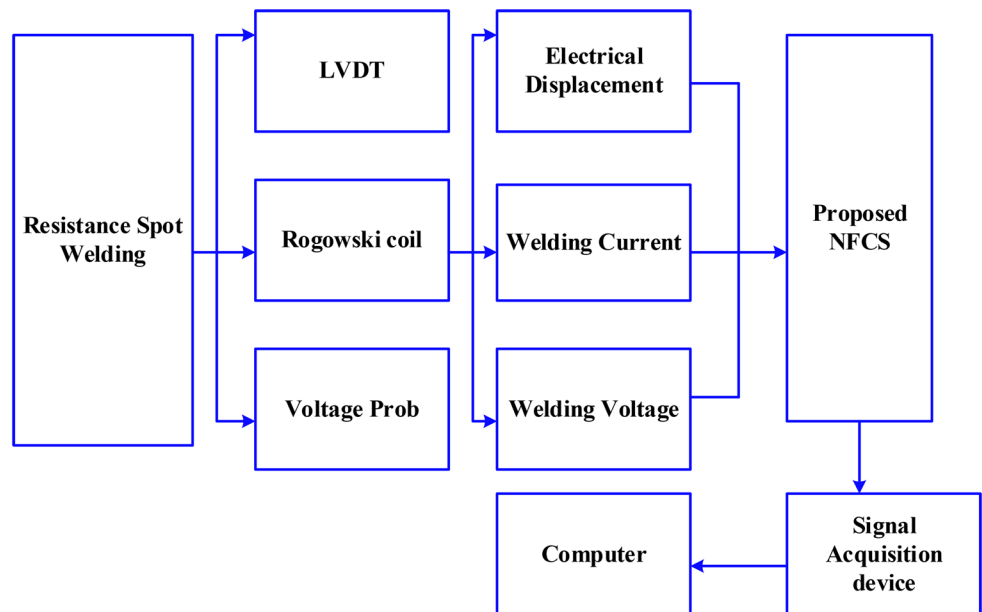 Resistance Spot
Welding
LVDT
Rogowski coil
Voltage Prob
Electrical
Displacement
Welding Current
Welding Voltage
Proposed
NFCS
Signal
Acquisition
device
Computer